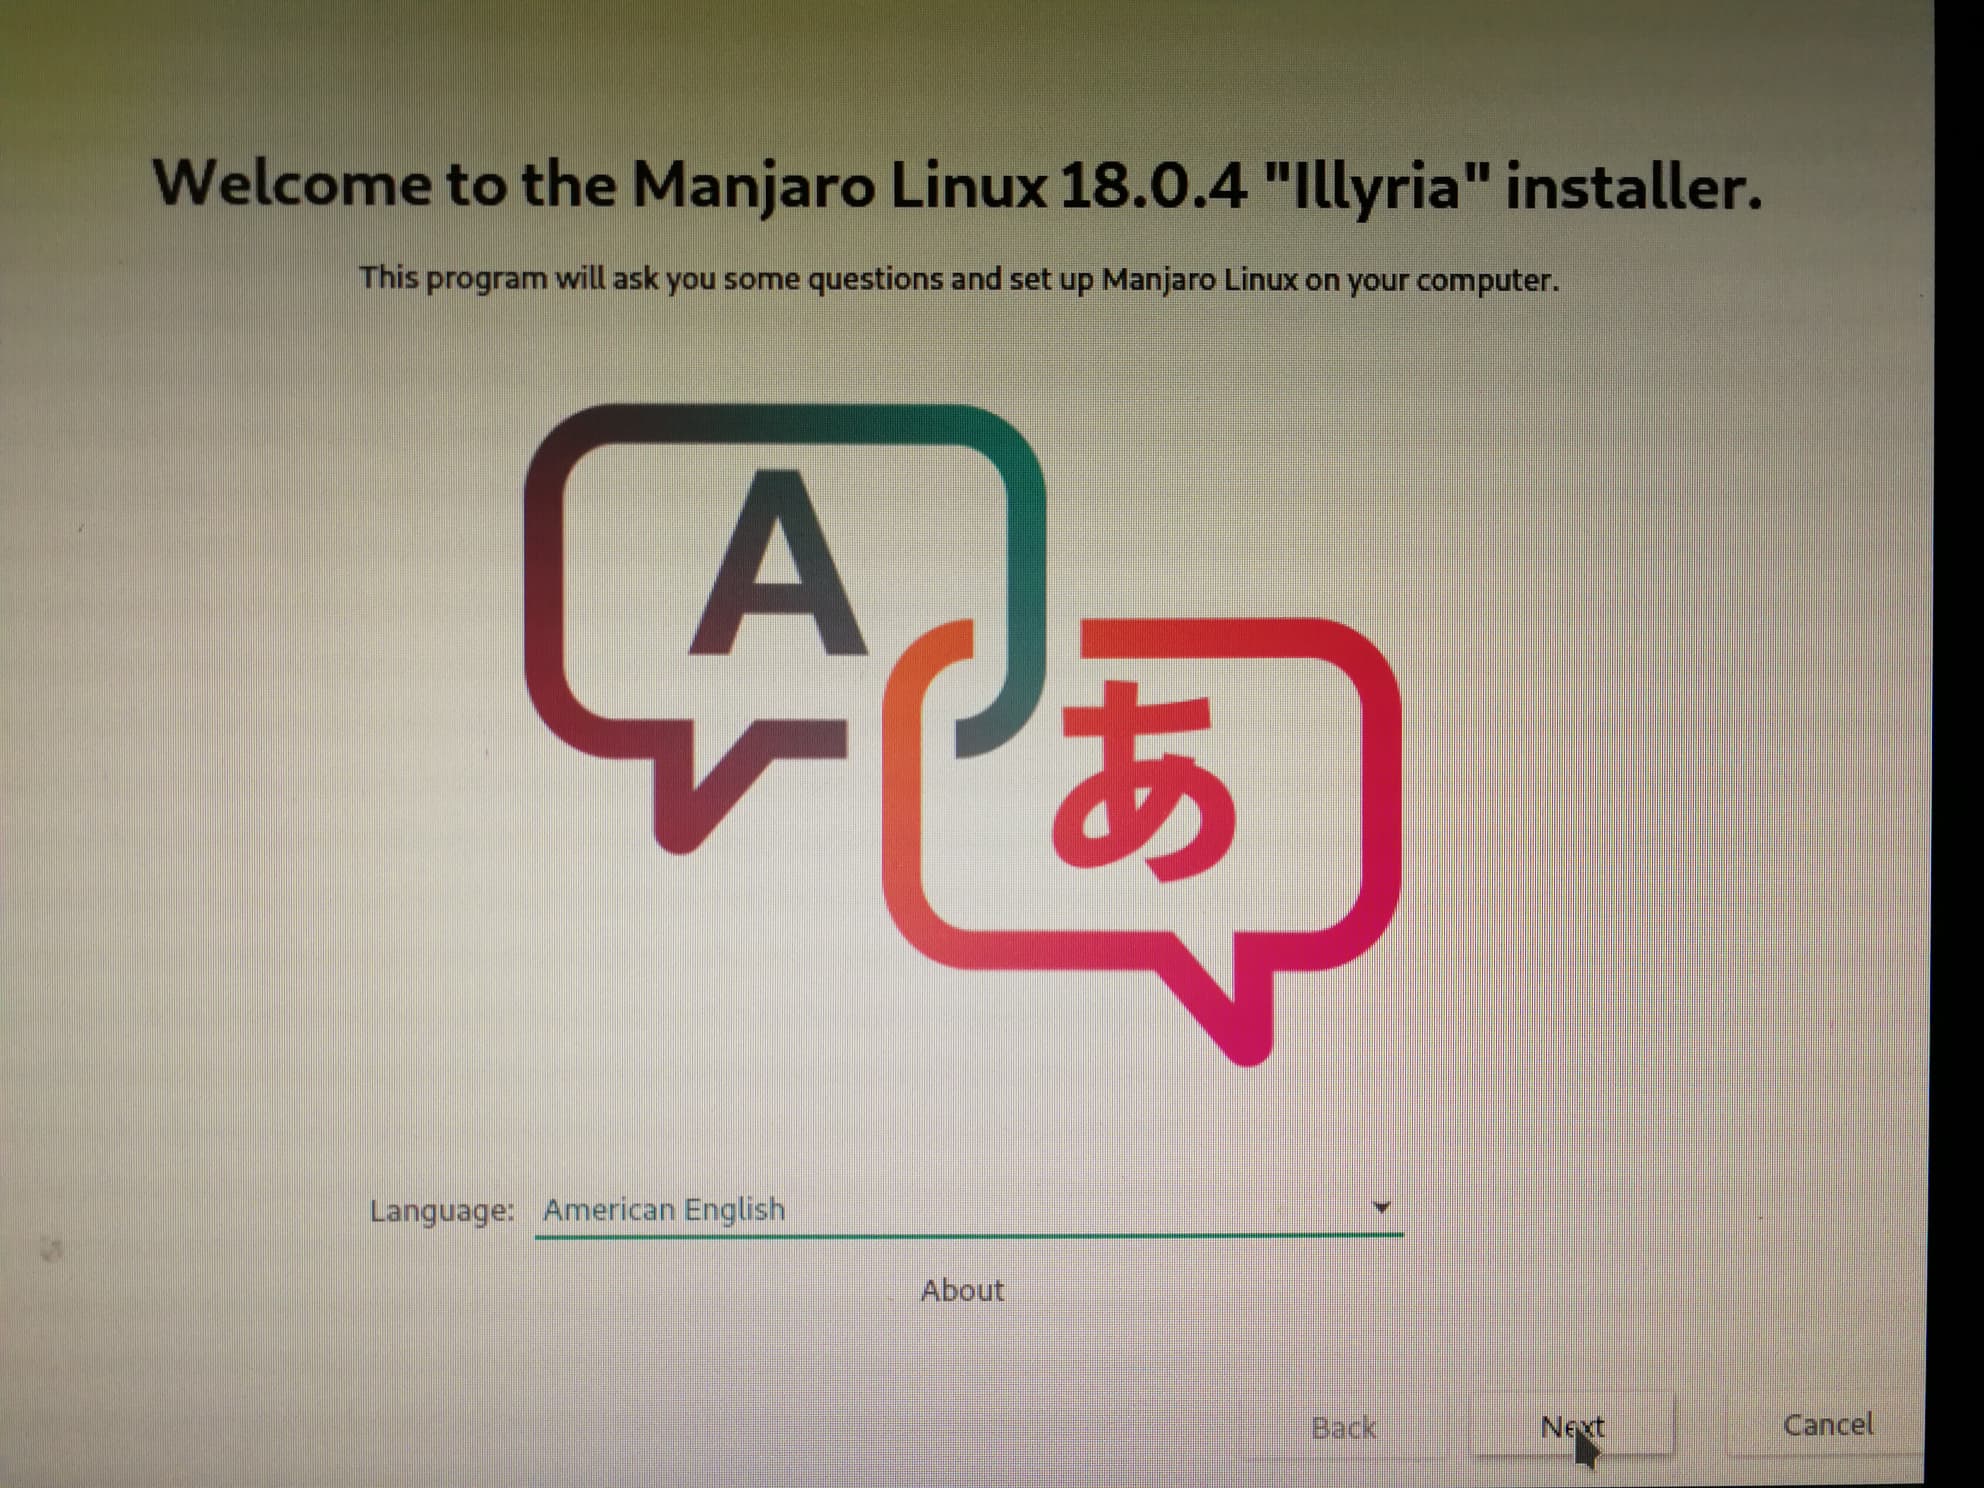 Welcome to the Manjaro Linux 18.0.4 "Illyria" installer.
This program will ask you some questions and set up Manjaro Linux on your computer.
A
あ
Language: American English
About
Back Next Cancel